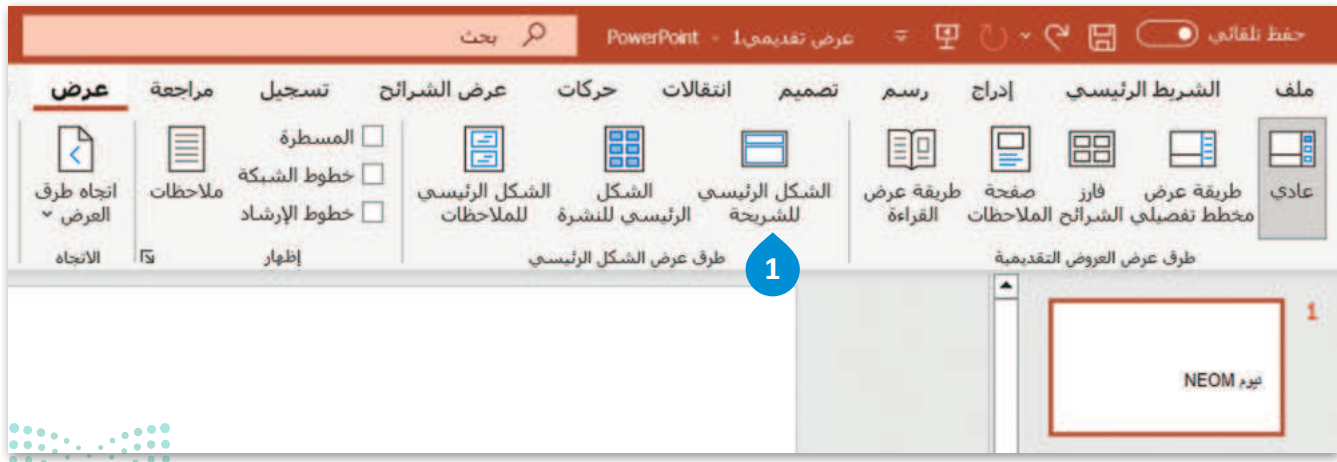 حفظ تلقائي
عرض تقديمي1 - PowerPoint
بحث
ملف الشريط الرئيسي إدراج رسم تصميم انتقالات حركات عرض الشرائح تسجيل مراجعة عرض
عادي
طريقة عرض
مخطط تفصيلي
فارز
الشرائح
صفحة
الملاحظات
طريقة عرض
القراءة
طرق عرض العروض التقديمية
الشكل الرئيسي
للشريحة
الشكل
الرئيسي للنشرة
الشكل الرئيسي
للملاحظات
طرق عرض الشكل الرئيسي
1
المسطرة
خطوط الشبكة
خطوط الإرشاد
إظهار
ملاحظات
اتجاه طرق
العرض
الاتجاه
1
نيوم NEOM